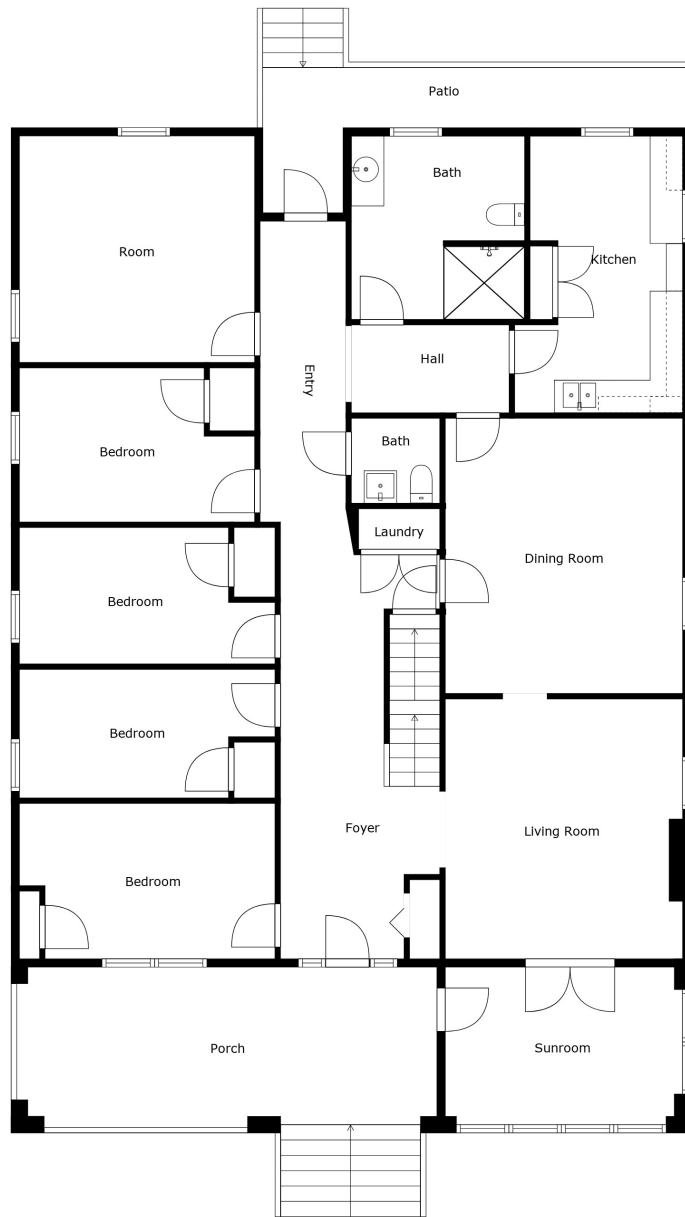 Patio
Bath
Room
Kitchen
Hall
Entry
Bath
Bedroom
Laundry
Dining Room
Bedroom
Bedroom
Foyer
Living Room
Bedroom
Porch
Sunroom